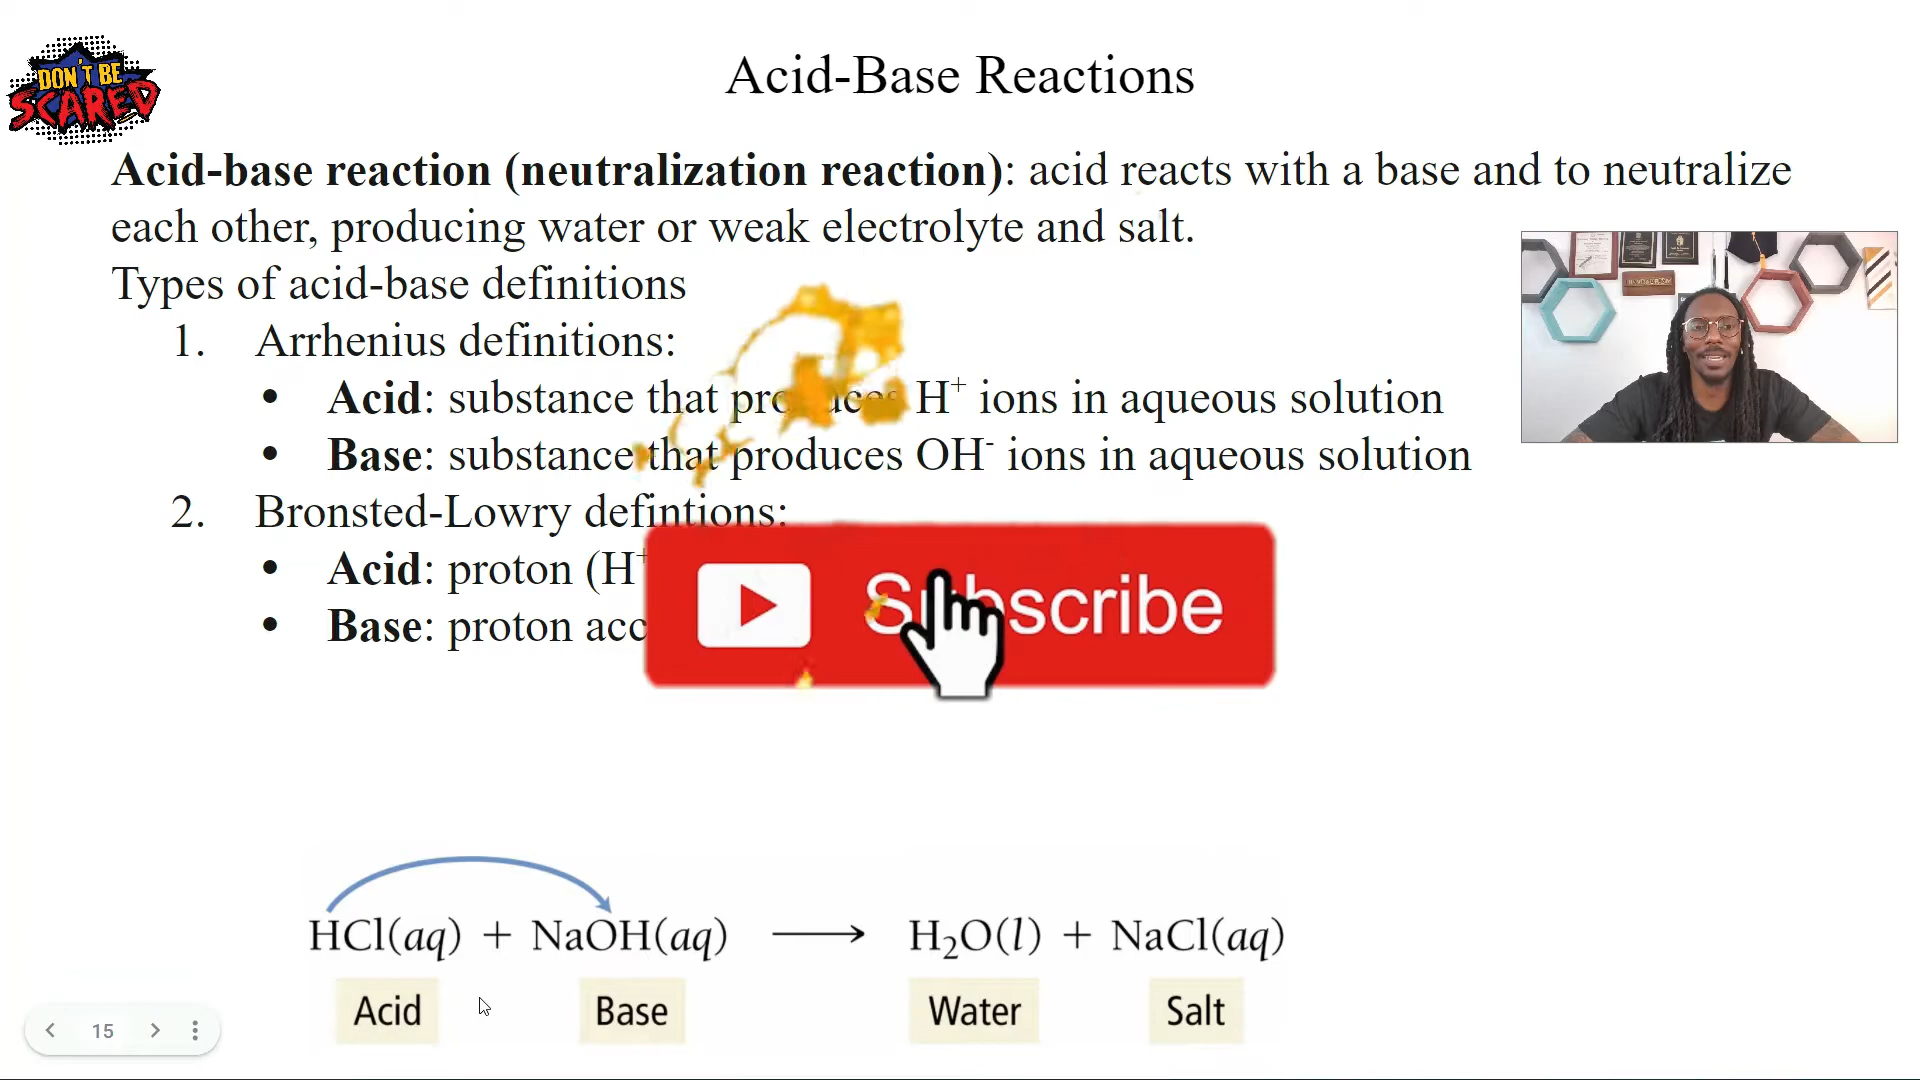 DON'T BE
SCARED
Acid-Base Reactions
Acid-base reaction (neutralization reaction): acid reacts with a base and to neutralize
each other, producing water or weak electrolyte and salt.
Types of acid-base definitions
1. Arrhenius definitions:
• Acid: substance that produces H⁺ ions in aqueous solution
• Base: substance that produces OH⁻ ions in aqueous solution
2. Bronsted-Lowry defintions:
• Acid: proton (H⁺
• Base: proton acc
Subscribe
HCl(aq) + NaOH(aq) ⟶ H₂O(l) + NaCl(aq)
Acid Base Water Salt
15